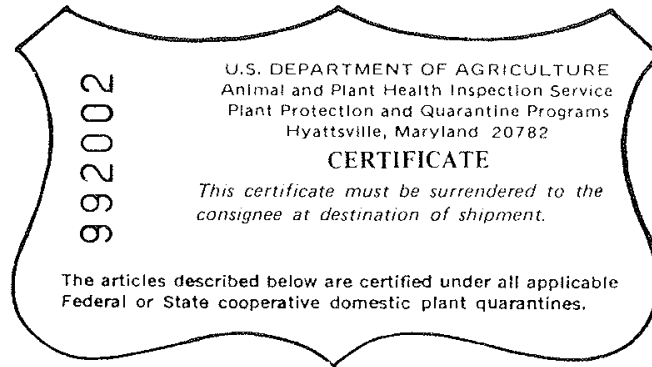 992002
U.S. DEPARTMENT OF AGRICULTURE
Animal and Plant Health Inspection Service
Plant Protection and Quarantine Programs
Hyattsville, Maryland 20782
CERTIFICATE
This certificate must be surrendered to the
consignee at destination of shipment.
The articles described below are certified under all applicable
Federal or State cooperative domestic plant quarantines.